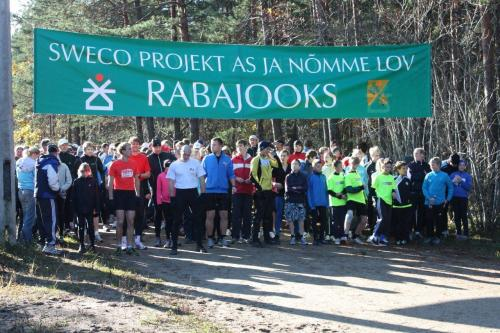 SWECO PROJEKT AS JA NÕMME LOV
RABAJOOKS